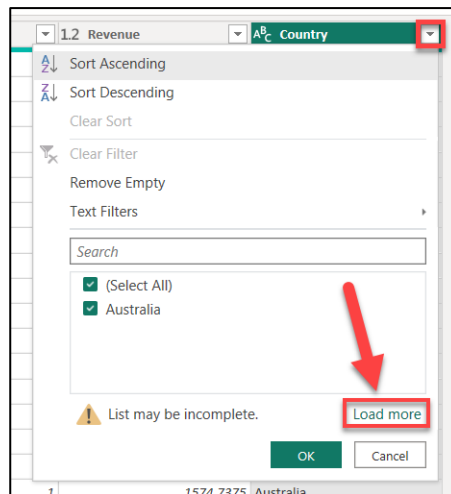 1.2 Revenue ABC Country
Sort Ascending
Sort Descending
Clear Sort
Clear Filter
Remove Empty
Text Filters
Search
(Select All)
Australia
List may be incomplete. Load more
OK Cancel
1 1574.7375 Australia